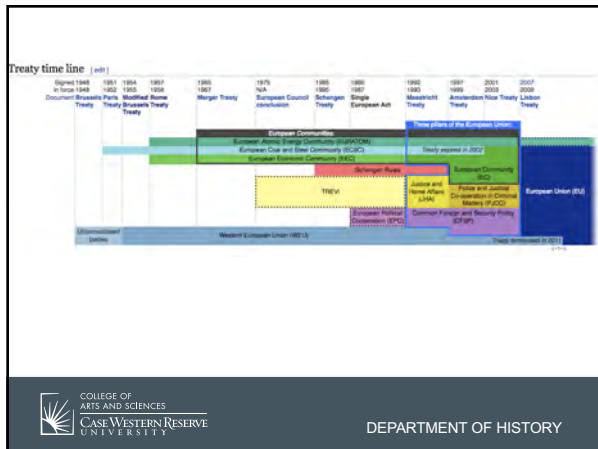 Treaty time line [edit]
Signed 1948 1951 1954 1957 1965 1975 1985 1986 1992 1997 2001 2007
In force 1948 1952 1955 1958 1967 N/A 1995 1987 1993 1999 2003 2009
Document Brussels Paris Modified Rome Merger Treaty European Council Schengen Single Maastricht Amsterdam Nice Treaty Lisbon
Treaty Treaty Brussels Treaty conclusion Treaty European Act Treaty Treaty Treaty
Treaty
Three pillars of the European Union:
European Communities:
European Atomic Energy Community (EURATOM)
European Coal and Steel Community (ECSC) Treaty expired in 2002
European Economic Community (EEC)
Schengen Rules European Community
(EC)
TREVI Justice and
Home Affairs
(JHA)
Police and Judicial
Co-operation in Criminal
Matters (PJCC)
European Union (EU)
European Political
Cooperation (EPC)
Common Foreign and Security Policy
(CFSP)
Unconsolidated
bodies
Western European Union (WEU)
Treaty terminated in 2011
COLLEGE OF
ARTS AND SCIENCES
CASE WESTERN RESERVE
UNIVERSITY
DEPARTMENT OF HISTORY